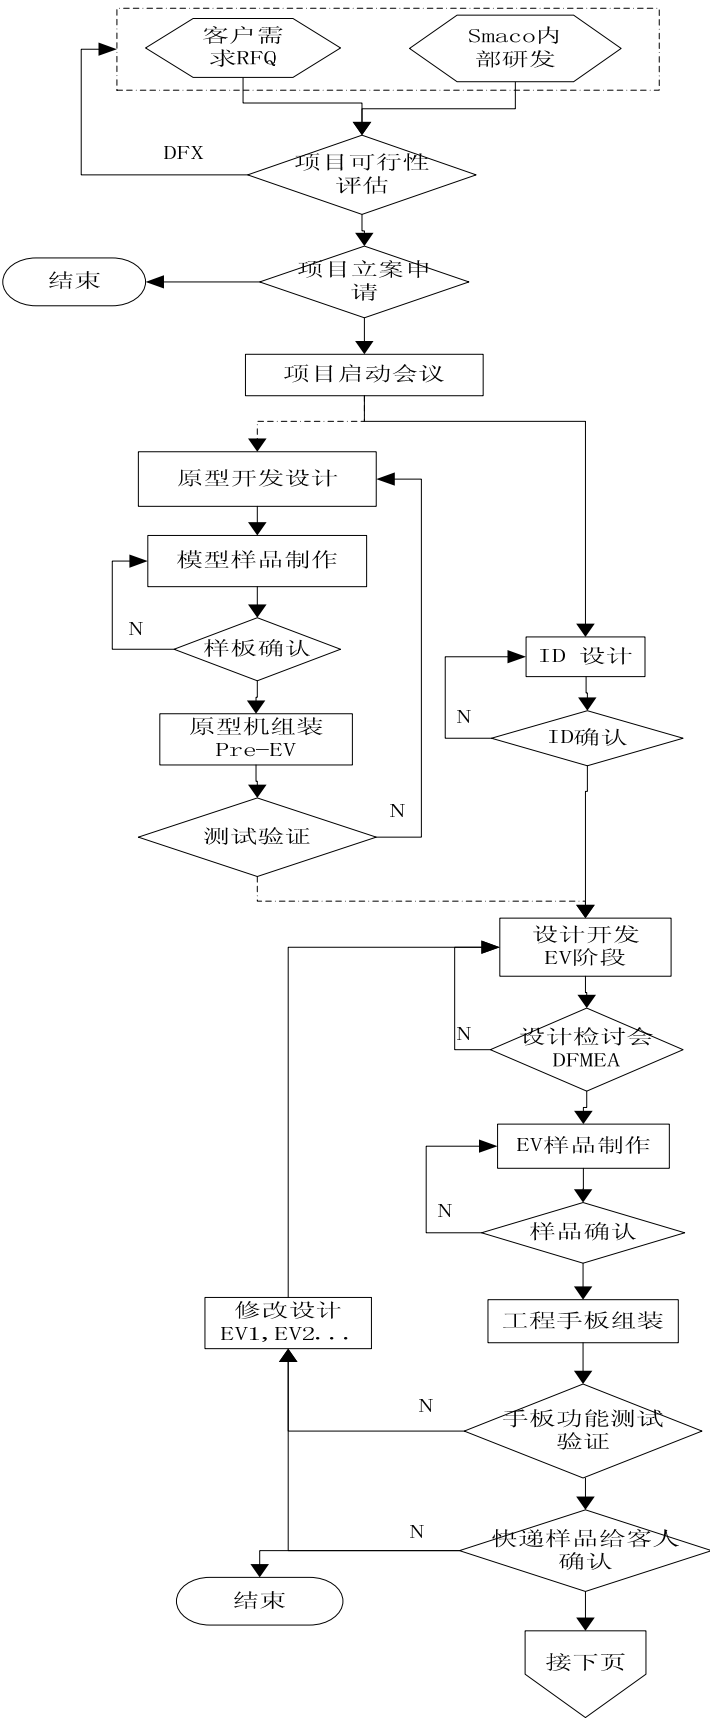 客户需
求RFQ
Smaco内
部研发
DFX
项目可行性
评估
项目立案申
请
结束
项目启动会议
原型开发设计
模型样品制作
N
样板确认
ID 设计
N
ID确认
原型机组装
Pre-EV
N
测试验证
设计开发
EV阶段
N
设计检讨会
DFMEA
EV样品制作
N
样品确认
修改设计
EV1,EV2...
工程手板组装
N
手板功能测试
验证
N
快递样品给客人
确认
结束
接下页